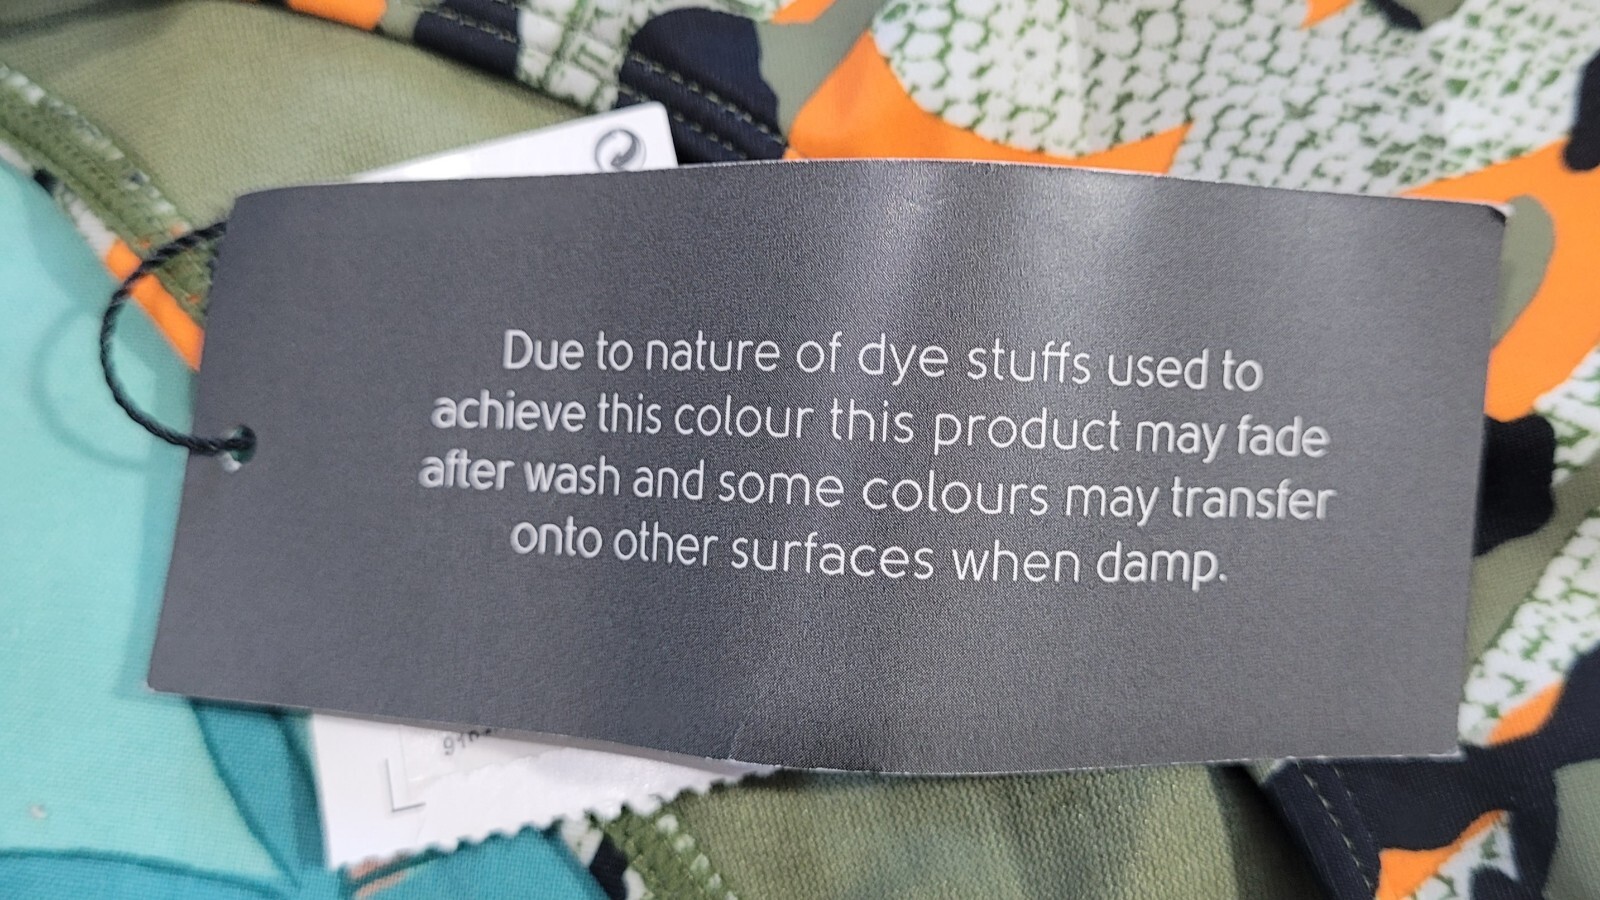 Due to nature of dye stuffs used to
achieve this colour this product may fade
after wash and some colours may transfer
onto other surfaces when damp.